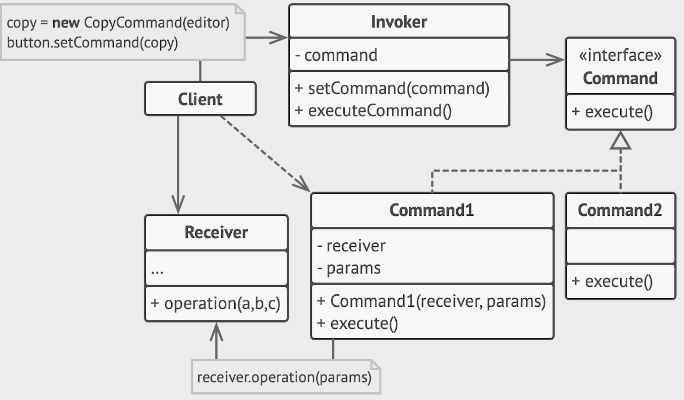 copy = new CopyCommand(editor)
button.setCommand(copy)
Client
Invoker
- command
+ setCommand(command)
+ executeCommand()
«interface»
Command
+ execute()
Receiver
...
+ operation(a,b,c)
Command1
- receiver
- params
+ Command1(receiver, params)
+ execute()
Command2
+ execute()
receiver.operation(params)